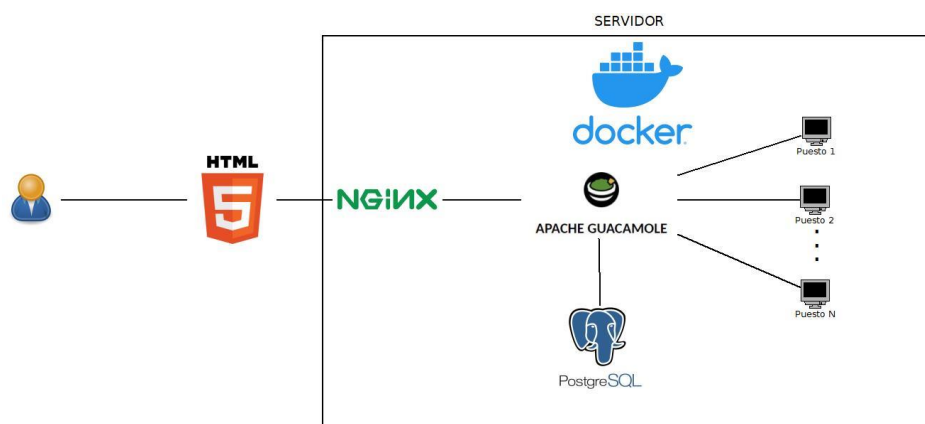 SERVIDOR
docker
HTML
5
NGINX
APACHE GUACAMOLE
PostgreSQL
Puesto 1
Puesto 2
Puesto N